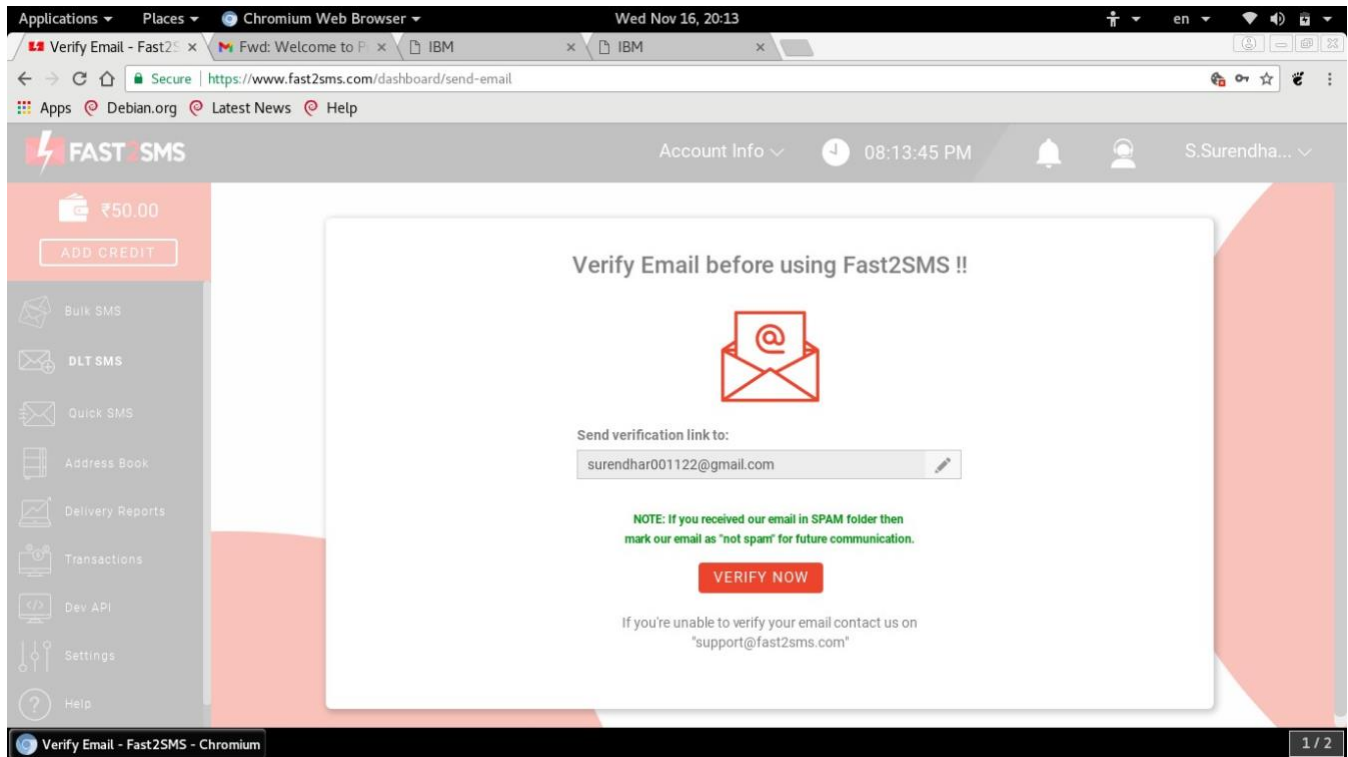 Applications Places Chromium Web Browser Wed Nov 16, 20:13 en
Verify Email - Fast2S Fwd: Welcome to Pi IBM IBM
Secure https://www.fast2sms.com/dashboard/send-email
Apps Debian.org Latest News Help
FAST2SMS Account Info 08:13:45 PM S.Surendha...
₹50.00
ADD CREDIT
Bulk SMS
DLT SMS
Quick SMS
Address Book
Delivery Reports
Transactions
Dev API
Settings
Help
Verify Email before using Fast2SMS !!
@
Send verification link to:
surendhar001122@gmail.com
NOTE: If you received our email in SPAM folder then
mark our email as "not spam" for future communication.
VERIFY NOW
If you're unable to verify your email contact us on
"support@fast2sms.com"
Verify Email - Fast2SMS - Chromium 1 / 2